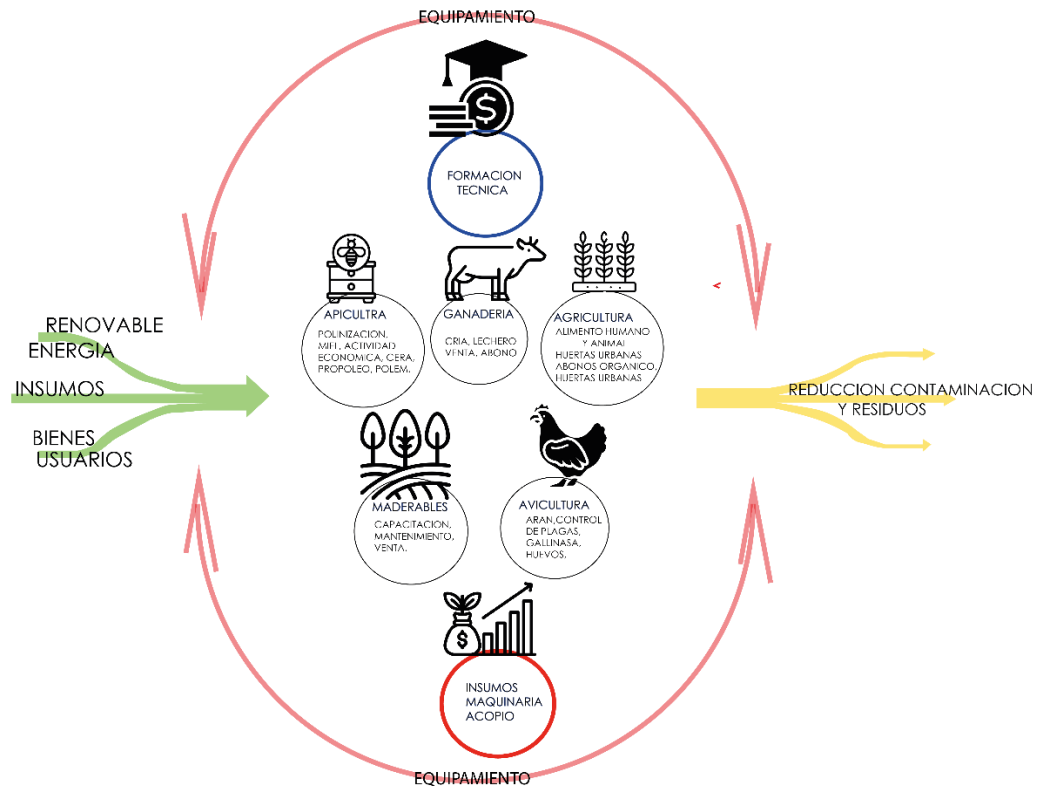 EQUIPAMIENTO
FORMACION
TECNICA
APICULTRA
POLINIZACION,
MIEL, ACTIVIDAD
ECONOMICA, CERA,
PROPOLEO, POLEM.
GANADERIA
CRIA, LECHERO
VENTA, ABONO
AGRICULTURA
ALIMENTO HUMANO
Y ANIMAL
HUERTAS URBANAS
ABONOS ORGANICO,
HUERTAS URBANAS
RENOVABLE
ENERGIA
INSUMOS
BIENES
USUARIOS
REDUCCION CONTAMINACION
Y RESIDUOS
MADERABLES
CAPACITACION,
MANTENIMIENTO,
VENTA.
AVICULTURA
ARAN,CONTROL
DE PLAGAS,
GALLINASA,
HUEVOS.
INSUMOS
MAQUINARIA
ACOPIO
EQUIPAMIENTO